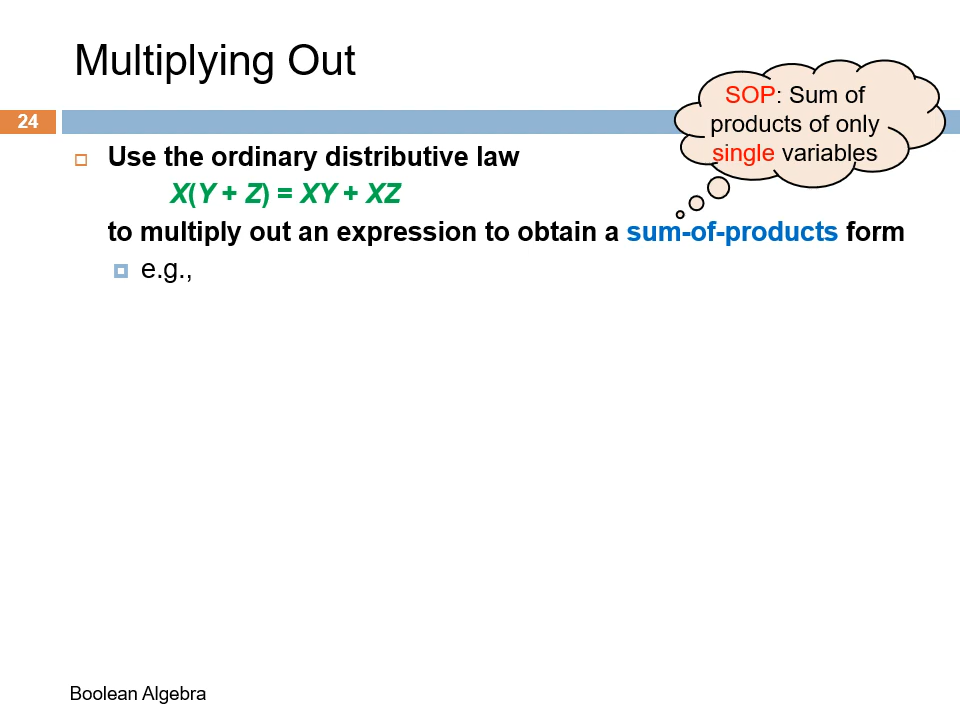 Multiplying Out
SOP: Sum of
products of only
single variables
24
Use the ordinary distributive law
X(Y + Z) = XY + XZ
to multiply out an expression to obtain a sum-of-products form
e.g.,
Boolean Algebra